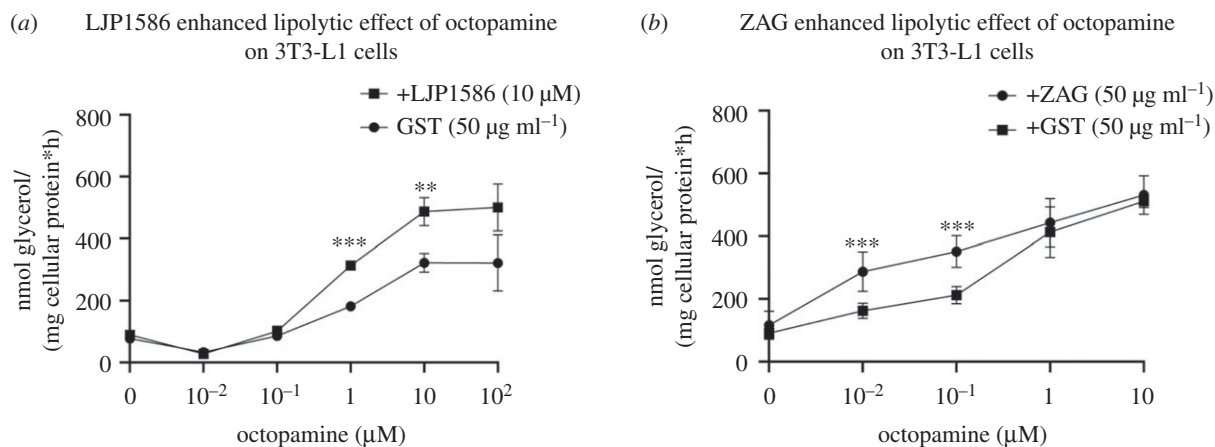 (a) LJP1586 enhanced lipolytic effect of octopamine
on 3T3-L1 cells
+LJP1586 (10 µM)
GST (50 µg ml⁻¹)
800
600
400
200
0
nmol glycerol/
(mg cellular protein*h)
***
**
0 10⁻² 10⁻¹ 1 10 10²
octopamine (µM)
(b) ZAG enhanced lipolytic effect of octopamine
on 3T3-L1 cells
+ZAG (50 µg ml⁻¹)
+GST (50 µg ml⁻¹)
800
600
400
200
0
nmol glycerol/
(mg cellular protein*h)
***
***
0 10⁻² 10⁻¹ 1 10
octopamine (µM)